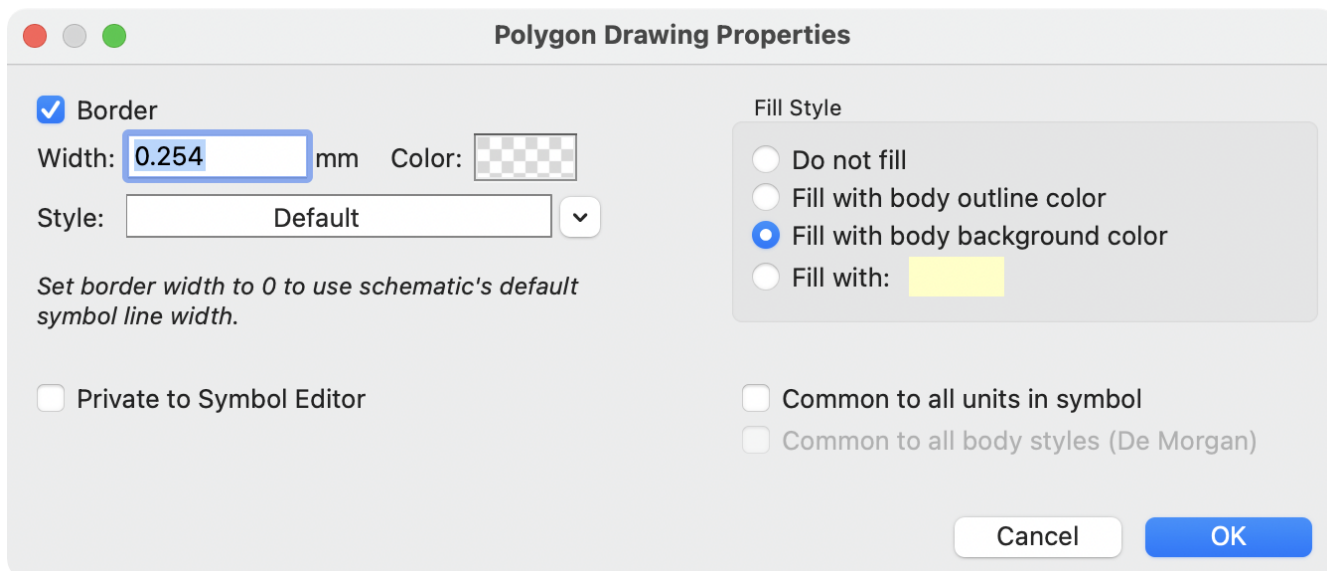 Polygon Drawing Properties
Border
Width: 0.254 mm Color:
Style: Default
Set border width to 0 to use schematic's default
symbol line width.
Private to Symbol Editor
Fill Style
Do not fill
Fill with body outline color
Fill with body background color
Fill with:
Common to all units in symbol
Common to all body styles (De Morgan)
Cancel OK